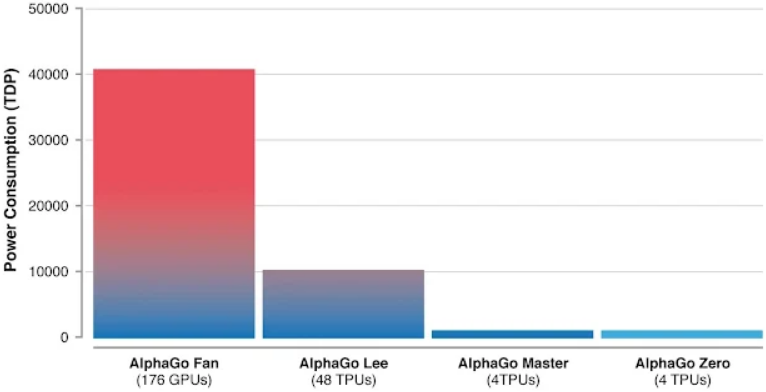 50000
40000
30000
20000
10000
0
Power Consumption (TDP)
AlphaGo Fan
(176 GPUs)
AlphaGo Lee
(48 TPUs)
AlphaGo Master
(4TPUs)
AlphaGo Zero
(4 TPUs)